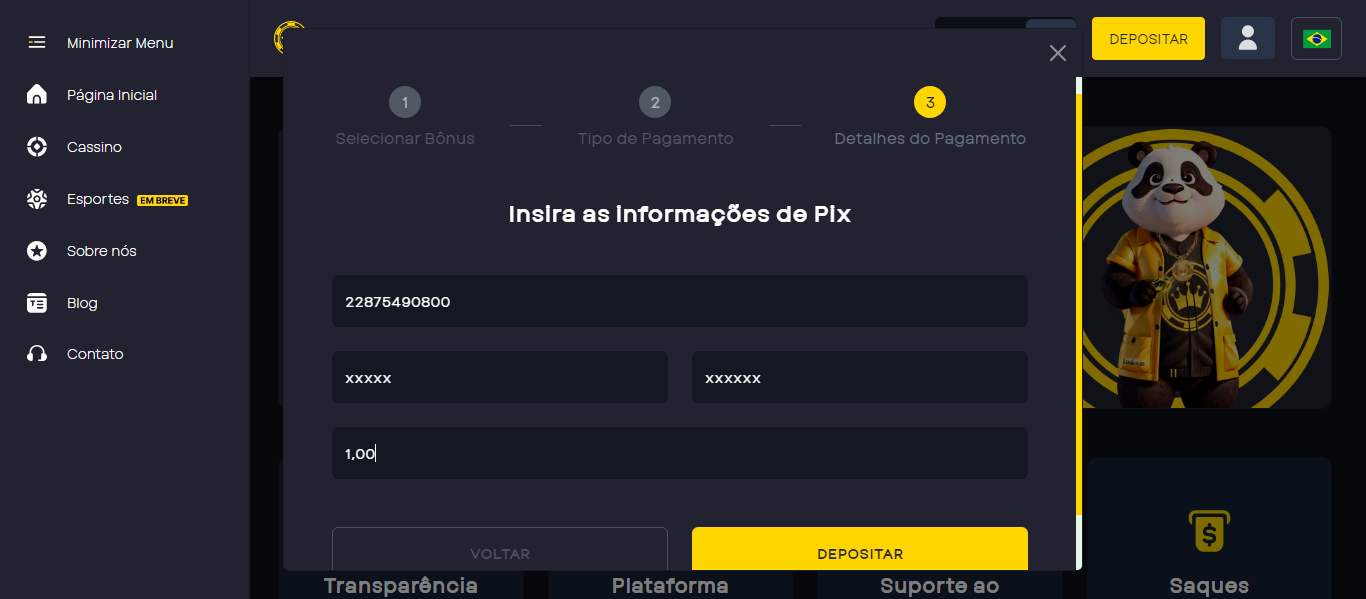 Minimizar Menu
Página Inicial
Cassino
Esportes EM BREVE
Sobre nós
Blog
Contato
DEPOSITAR
1
Selecionar Bônus
2
Tipo de Pagamento
3
Detalhes do Pagamento
Insira as informações de Pix
22875490800
xxxxx
xxxxxx
1,00
VOLTAR
DEPOSITAR
Transparência
Plataforma
Suporte ao
Saques